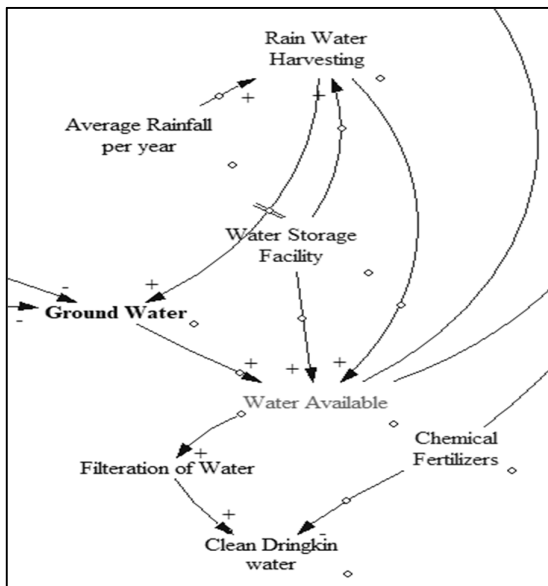 Rain Water
Harvesting
+
+
Average Rainfall
per year
Water Storage
Facility
-
+
Ground Water
-
+
+
+
Water Available
Chemical
Fertilizers
+
Filteration of Water
+
-
Clean Dringkin
water